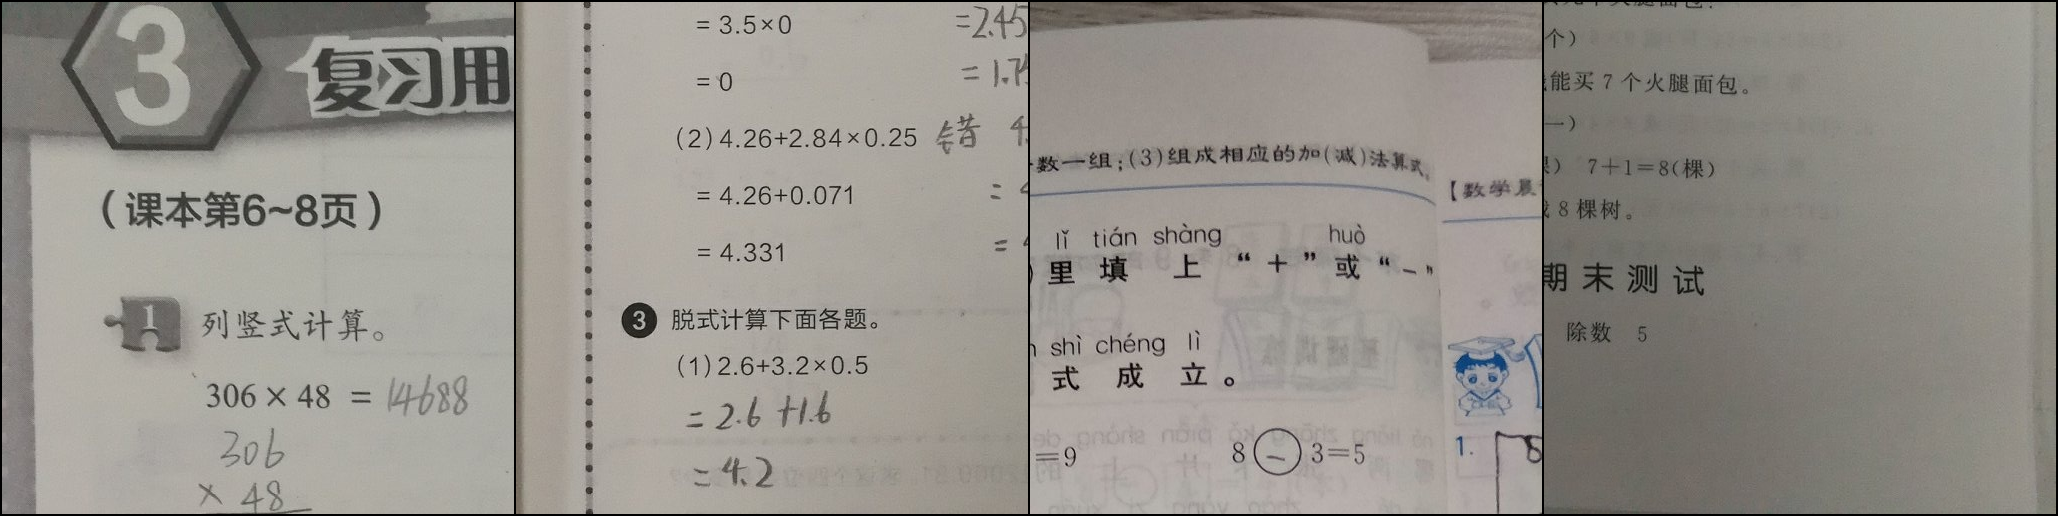 3
复习用
(课本第6~8页)
1 列竖式计算。
306×48 =14688
306
× 48
= 3.5×0
=2.45
= 0
= 1.75
(2)4.26+2.84×0.25 错 4.
= 4.26+0.071
=
= 4.331
=
3 脱式计算下面各题。
(1)2.6+3.2×0.5
= 2.6+1.6
= 4.2
数一组;(3)组成相应的加(减)法算式。
【数学晨
lǐ tián shàng huò
里填上“+”或“-”
shì chéng lì
式成立。
=9 8-3=5
1. 8
个)
能买 7 个火腿面包。
一)
7+1=8(棵)
8 棵树。
期末测试
除数 5